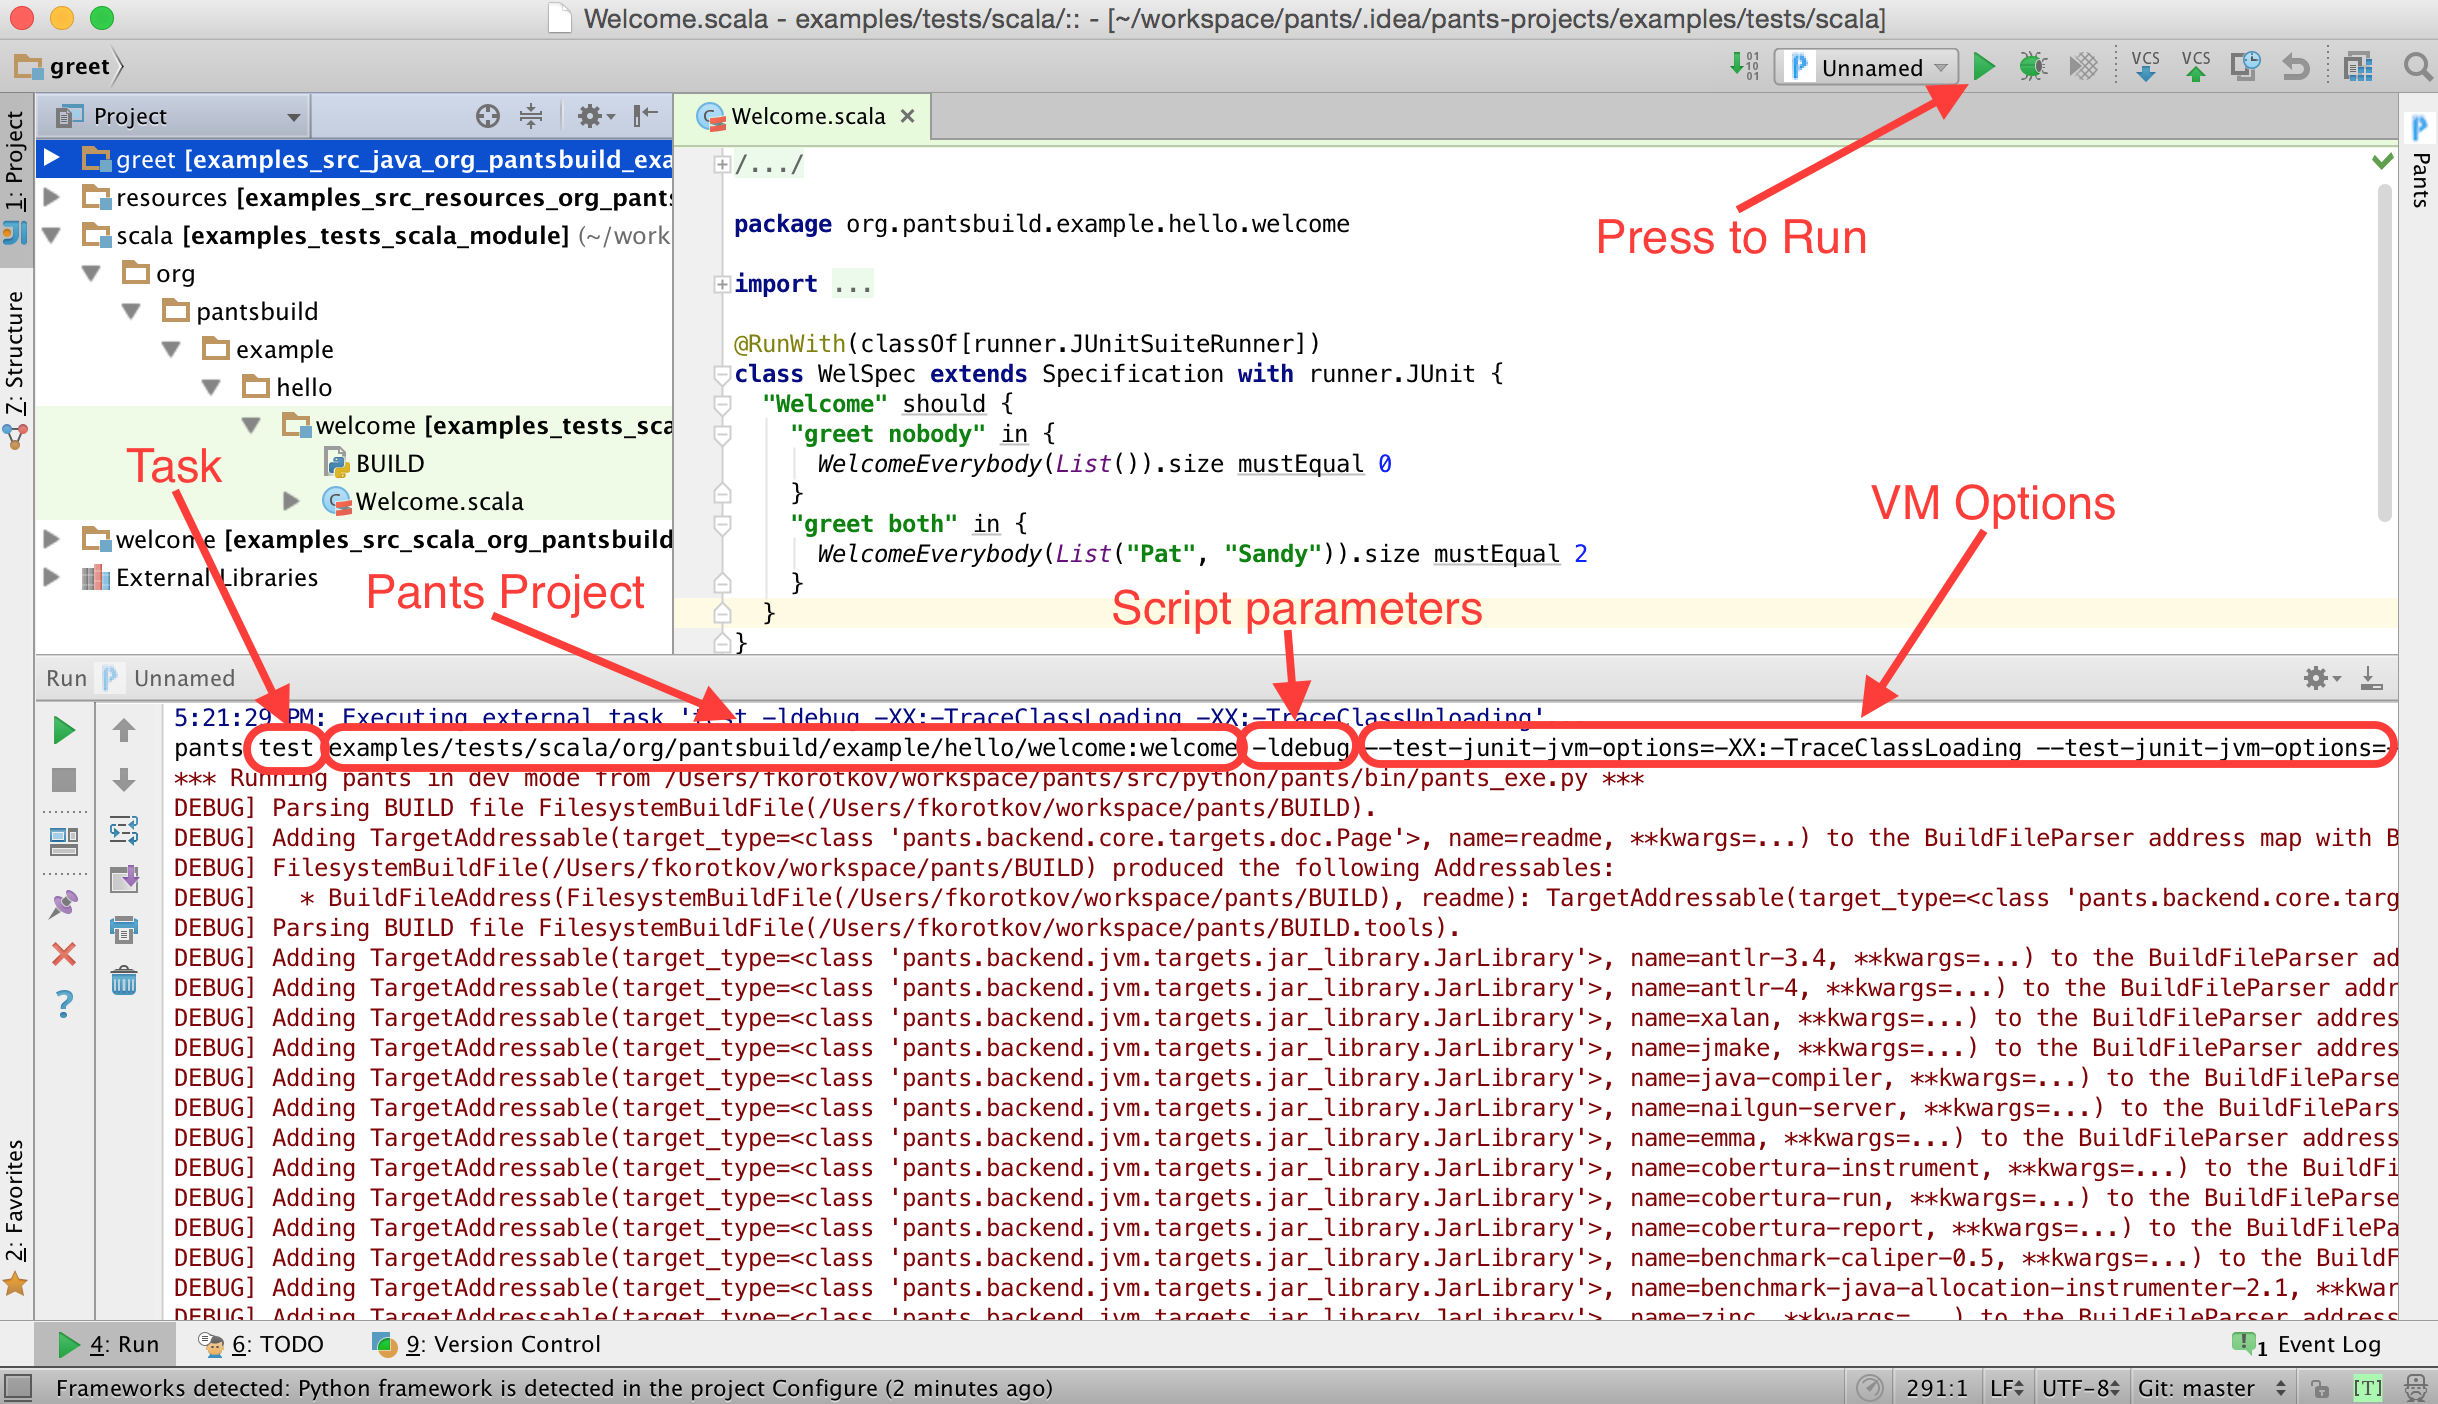 Welcome.scala - examples/tests/scala/:: - [~/workspace/pants/.idea/pants-projects/examples/tests/scala]
greet
Unnamed
VCS
VCS
1: Project
Z: Structure
2: Favorites
Project
greet [examples_src_java_org_pantsbuild_exa
resources [examples_src_resources_org_pants
scala [examples_tests_scala_module] (~/work
org
pantsbuild
example
hello
welcome [examples_tests_sca
BUILD
Welcome.scala
welcome [examples_src_scala_org_pantsbuild
External Libraries
Welcome.scala
/.../
package org.pantsbuild.example.hello.welcome
import ...
@RunWith(classOf[runner.JUnitSuiteRunner])
class WelSpec extends Specification with runner.JUnit {
"Welcome" should {
"greet nobody" in {
WelcomeEverybody(List()).size mustEqual 0
}
"greet both" in {
WelcomeEverybody(List("Pat", "Sandy")).size mustEqual 2
}
}
}
Pants
Press to Run
Task
Pants Project
Script parameters
VM Options
Run Unnamed
5:21:29 PM: Executing external task 'test -ldebug -XX:-TraceClassLoading -XX:-TraceClassUnloading'
pants test examples/tests/scala/org/pantsbuild/example/hello/welcome:welcome -ldebug --test-junit-jvm-options=-XX:-TraceClassLoading --test-junit-jvm-options=-
*** Running pants in dev mode from /Users/fkorotkov/workspace/pants/src/python/pants/bin/pants_exe.py ***
DEBUG] Parsing BUILD file FilesystemBuildFile(/Users/fkorotkov/workspace/pants/BUILD).
DEBUG] Adding TargetAddressable(target_type=<class 'pants.backend.core.targets.doc.Page'>, name=readme, **kwargs=...) to the BuildFileParser address map with B
DEBUG] FilesystemBuildFile(/Users/fkorotkov/workspace/pants/BUILD) produced the following Addressables:
DEBUG]   * BuildFileAddress(FilesystemBuildFile(/Users/fkorotkov/workspace/pants/BUILD), readme): TargetAddressable(target_type=<class 'pants.backend.core.targ
DEBUG] Parsing BUILD file FilesystemBuildFile(/Users/fkorotkov/workspace/pants/BUILD.tools).
DEBUG] Adding TargetAddressable(target_type=<class 'pants.backend.jvm.targets.jar_library.JarLibrary'>, name=antlr-3.4, **kwargs=...) to the BuildFileParser ad
DEBUG] Adding TargetAddressable(target_type=<class 'pants.backend.jvm.targets.jar_library.JarLibrary'>, name=antlr-4, **kwargs=...) to the BuildFileParser addr
DEBUG] Adding TargetAddressable(target_type=<class 'pants.backend.jvm.targets.jar_library.JarLibrary'>, name=xalan, **kwargs=...) to the BuildFileParser addres
DEBUG] Adding TargetAddressable(target_type=<class 'pants.backend.jvm.targets.jar_library.JarLibrary'>, name=jmake, **kwargs=...) to the BuildFileParser addres
DEBUG] Adding TargetAddressable(target_type=<class 'pants.backend.jvm.targets.jar_library.JarLibrary'>, name=java-compiler, **kwargs=...) to the BuildFileParse
DEBUG] Adding TargetAddressable(target_type=<class 'pants.backend.jvm.targets.jar_library.JarLibrary'>, name=nailgun-server, **kwargs=...) to the BuildFilePars
DEBUG] Adding TargetAddressable(target_type=<class 'pants.backend.jvm.targets.jar_library.JarLibrary'>, name=emma, **kwargs=...) to the BuildFileParser address
DEBUG] Adding TargetAddressable(target_type=<class 'pants.backend.jvm.targets.jar_library.JarLibrary'>, name=cobertura-instrument, **kwargs=...) to the BuildFi
DEBUG] Adding TargetAddressable(target_type=<class 'pants.backend.jvm.targets.jar_library.JarLibrary'>, name=cobertura-run, **kwargs=...) to the BuildFileParse
DEBUG] Adding TargetAddressable(target_type=<class 'pants.backend.jvm.targets.jar_library.JarLibrary'>, name=cobertura-report, **kwargs=...) to the BuildFilePa
DEBUG] Adding TargetAddressable(target_type=<class 'pants.backend.jvm.targets.jar_library.JarLibrary'>, name=benchmark-caliper-0.5, **kwargs=...) to the BuildF
DEBUG] Adding TargetAddressable(target_type=<class 'pants.backend.jvm.targets.jar_library.JarLibrary'>, name=benchmark-java-allocation-instrumenter-2.1, **kwar
DEBUG] Adding TargetAddressable(target_type=<class 'pants.backend.jvm.targets.jar_library.JarLibrary'>, name=zinc, **kwargs=...) to the BuildFileParser address
4: Run
6: TODO
9: Version Control
1 Event Log
Frameworks detected: Python framework is detected in the project Configure (2 minutes ago)
291:1 LF UTF-8 Git: master [T]